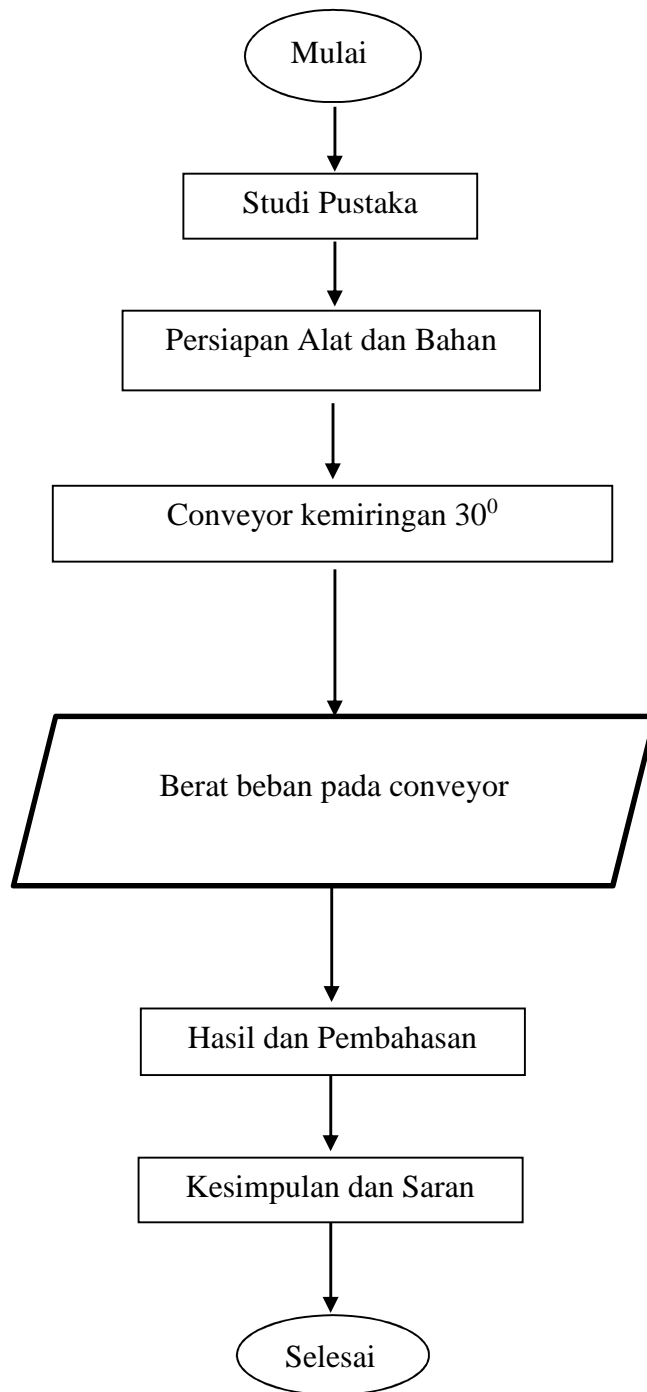 Mulai
Studi Pustaka
Persiapan Alat dan Bahan
Conveyor kemiringan 30⁰
Berat beban pada conveyor
Hasil dan Pembahasan
Kesimpulan dan Saran
Selesai